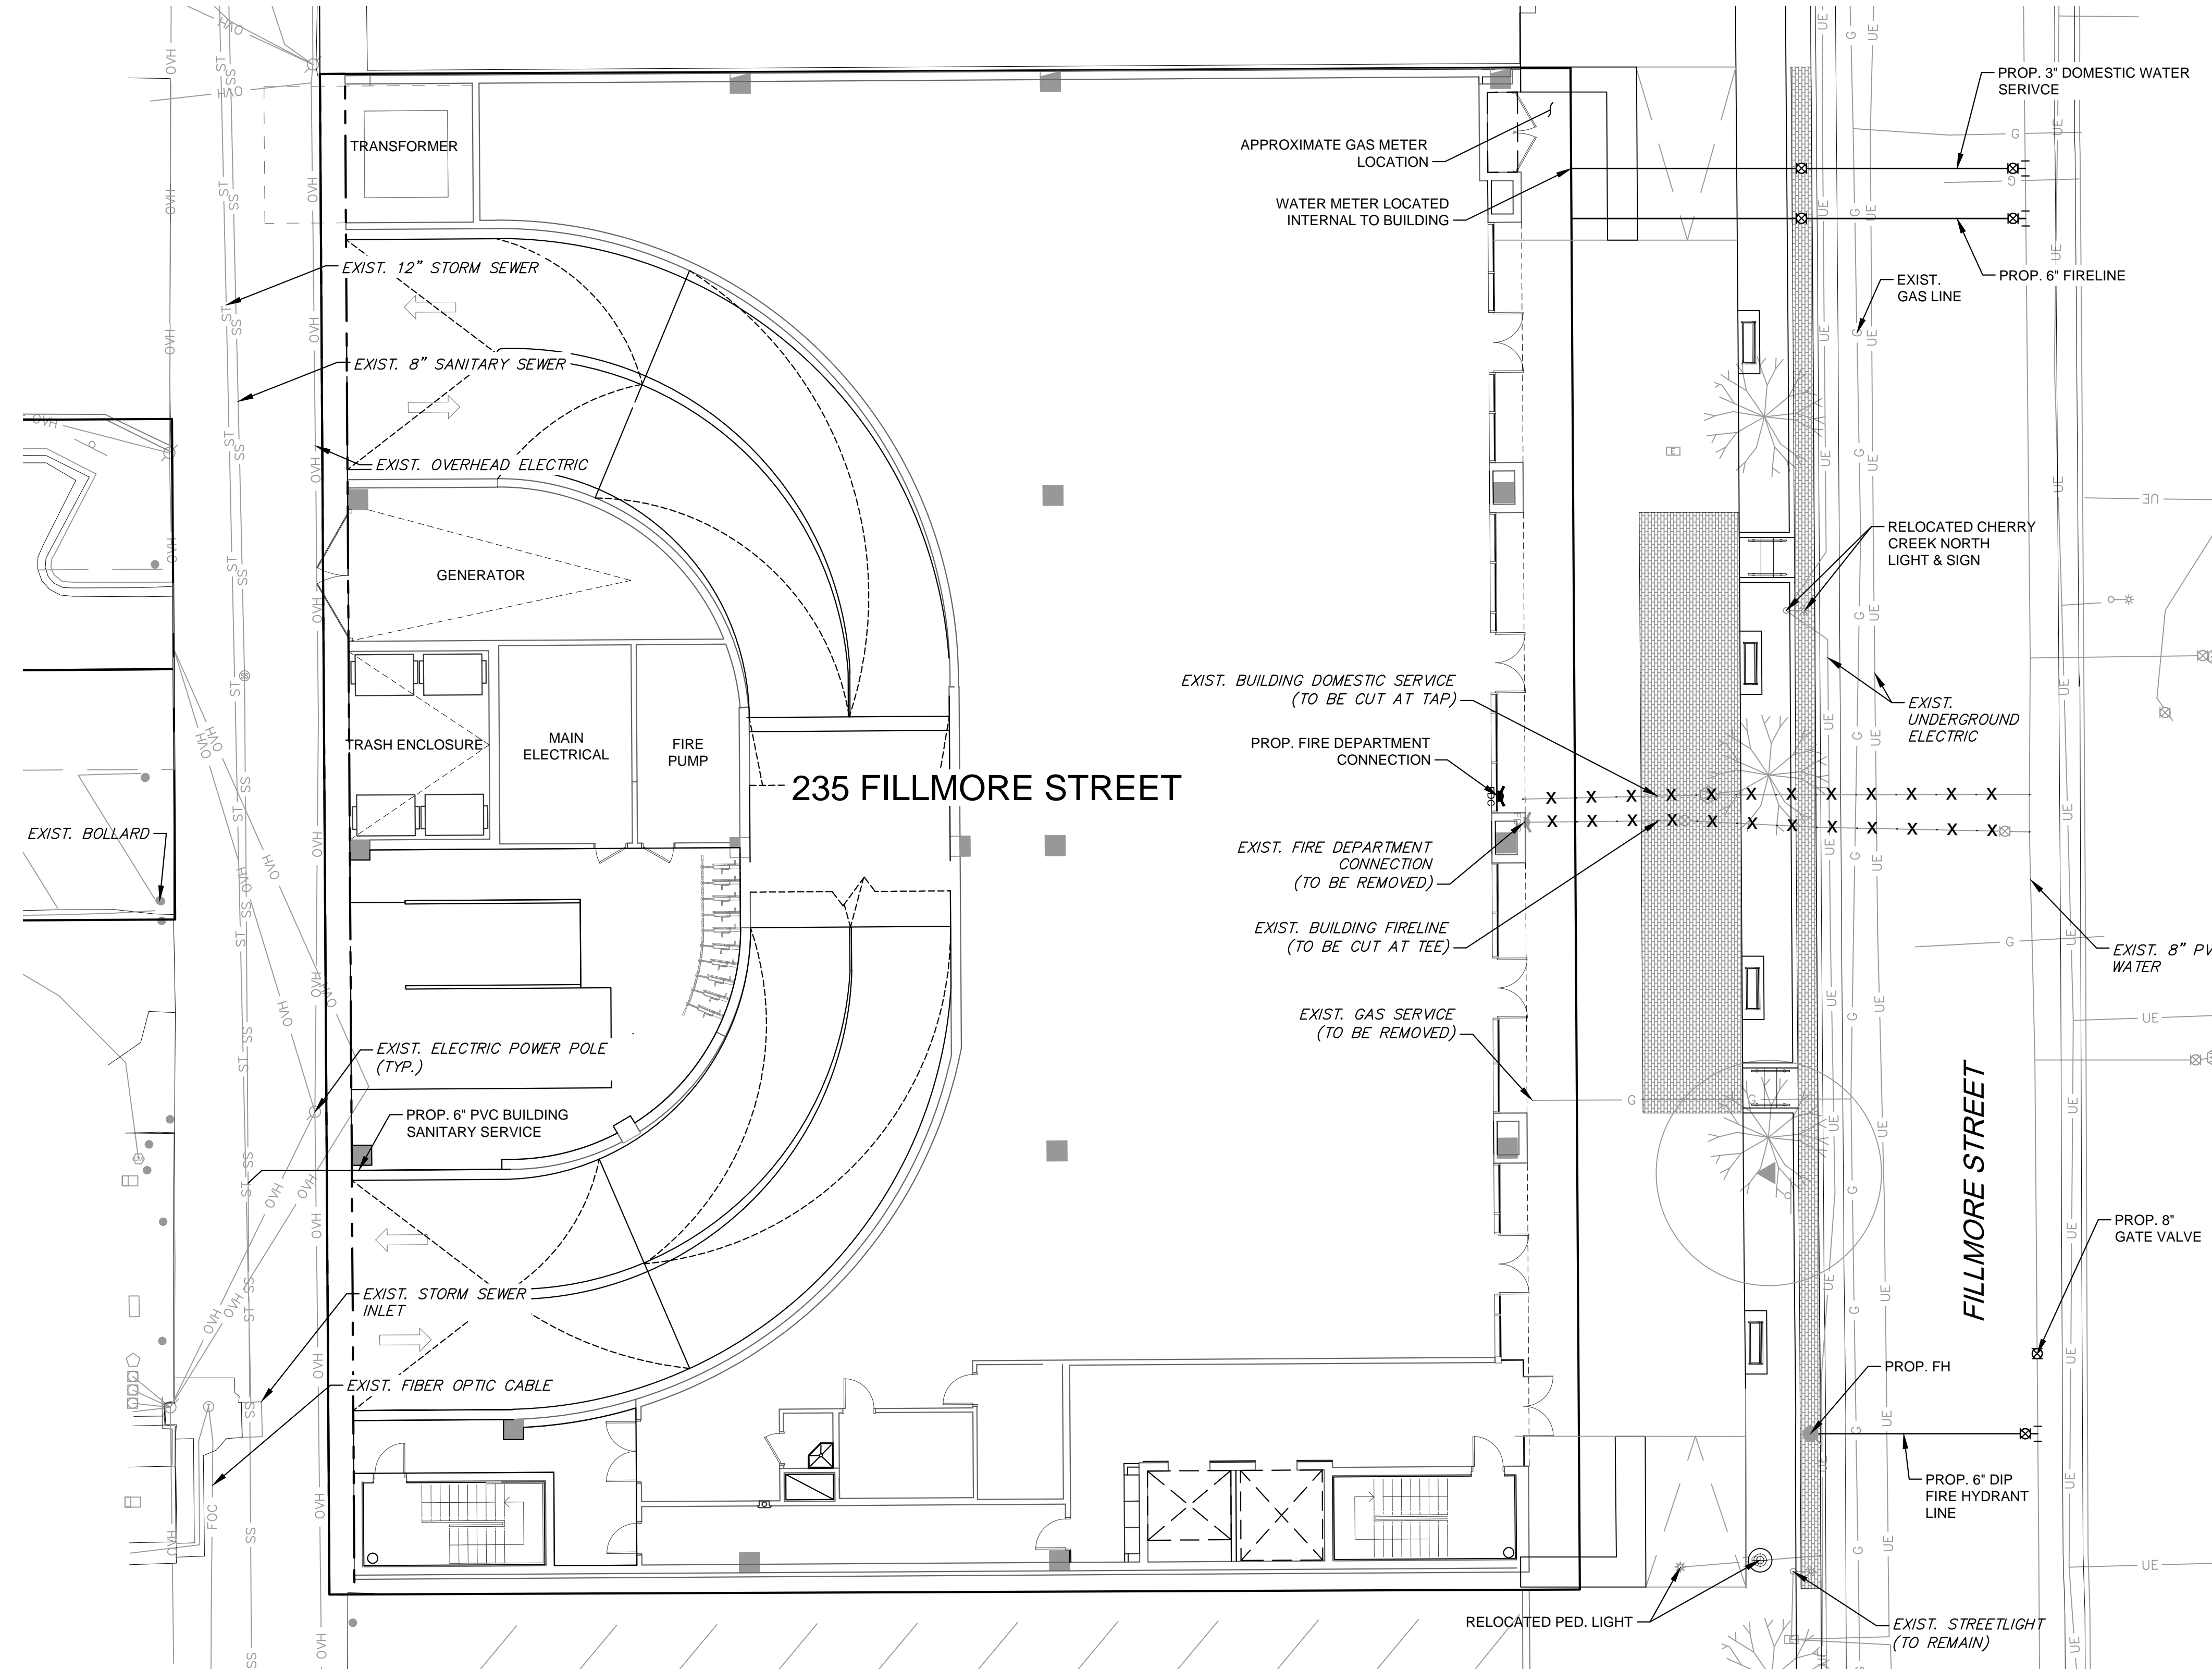 PROP. 3" DOMESTIC WATER
SERIVCE
TRANSFORMER
APPROXIMATE GAS METER
LOCATION
WATER METER LOCATED
INTERNAL TO BUILDING
EXIST. 12” STORM SEWER
EXIST.
GAS LINE
PROP. 6" FIRELINE
EXIST. 8” SANITARY SEWER
EXIST. OVERHEAD ELECTRIC
RELOCATED CHERRY
CREEK NORTH
LIGHT & SIGN
GENERATOR
EXIST. BUILDING DOMESTIC SERVICE
(TO BE CUT AT TAP)
EXIST.
UNDERGROUND
ELECTRIC
TRASH ENCLOSURE
MAIN
ELECTRICAL
FIRE
PUMP
PROP. FIRE DEPARTMENT
CONNECTION
235 FILLMORE STREET
EXIST. BOLLARD
EXIST. FIRE DEPARTMENT
CONNECTION
(TO BE REMOVED)
EXIST. BUILDING FIRELINE
(TO BE CUT AT TEE)
EXIST. 8" PV
WATER
EXIST. GAS SERVICE
(TO BE REMOVED)
EXIST. ELECTRIC POWER POLE
(TYP.)
PROP. 6" PVC BUILDING
SANITARY SERVICE
FILLMORE STREET
PROP. 8"
GATE VALVE
EXIST. STORM SEWER
INLET
EXIST. FIBER OPTIC CABLE
PROP. FH
PROP. 6" DIP
FIRE HYDRANT
LINE
RELOCATED PED. LIGHT
EXIST. STREETLIGHT
(TO REMAIN)
OVH
ST
SS
FOC
G
UE
E